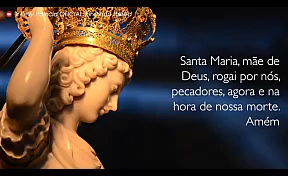 Santa Maria, mãe de
Deus, rogai por nós,
pecadores, agora e na
hora de nossa morte.
Amém